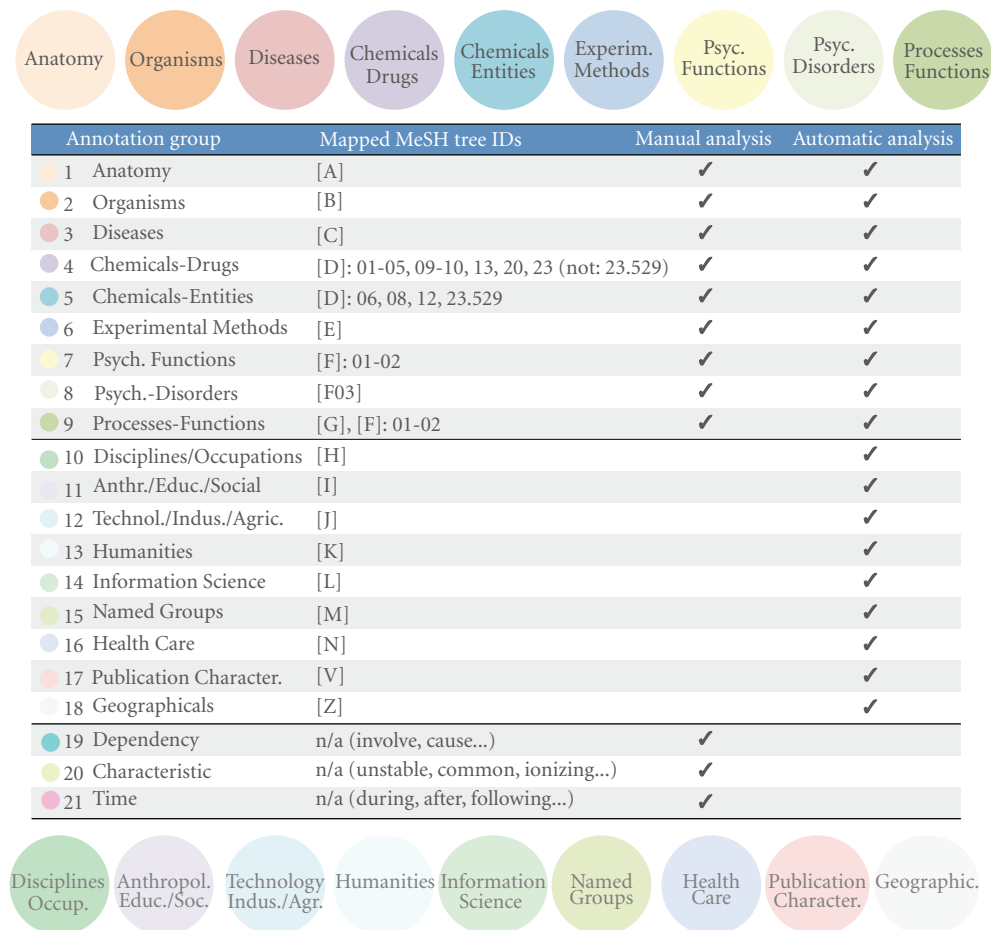 Anatomy
Organisms
Diseases
Chemicals
Drugs
Chemicals
Entities
Experim.
Methods
Psyc.
Functions
Psyc.
Disorders
Processes
Functions
Annotation group Mapped MeSH tree IDs Manual analysis Automatic analysis
1 Anatomy [A] ✓ ✓
2 Organisms [B] ✓ ✓
3 Diseases [C] ✓ ✓
4 Chemicals-Drugs [D]: 01-05, 09-10, 13, 20, 23 (not: 23.529) ✓ ✓
5 Chemicals-Entities [D]: 06, 08, 12, 23.529 ✓ ✓
6 Experimental Methods [E] ✓ ✓
7 Psych. Functions [F]: 01-02 ✓ ✓
8 Psych.-Disorders [F03] ✓ ✓
9 Processes-Functions [G], [F]: 01-02 ✓ ✓
10 Disciplines/Occupations [H] ✓
11 Anthr./Educ./Social [I] ✓
12 Technol./Indus./Agric. [J] ✓
13 Humanities [K] ✓
14 Information Science [L] ✓
15 Named Groups [M] ✓
16 Health Care [N] ✓
17 Publication Character. [V] ✓
18 Geographicals [Z] ✓
19 Dependency n/a (involve, cause...) ✓
20 Characteristic n/a (unstable, common, ionizing...) ✓
21 Time n/a (during, after, following...) ✓
Disciplines
Occup.
Anthropol.
Educ./Soc.
Technology
Indus./Agr.
Humanities
Information
Science
Named
Groups
Health
Care
Publication
Character.
Geographic.